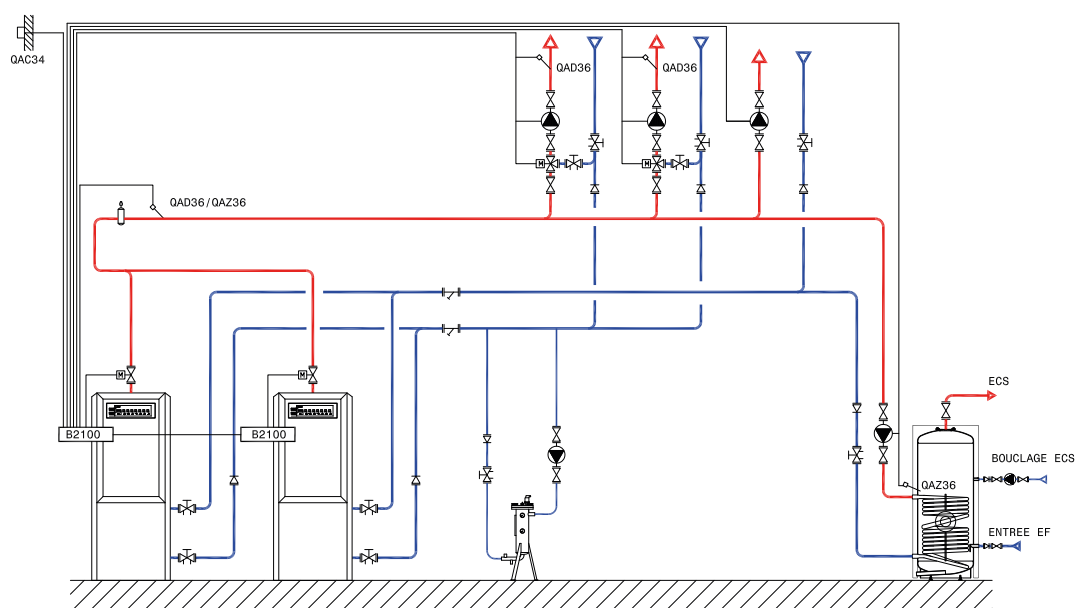 QAC34
QAD36
QAD36
QAD36/QAZ36
M
M
M
M
ECS
B2100
B2100
BOUCLAGE ECS
QAZ36
ENTREE EF